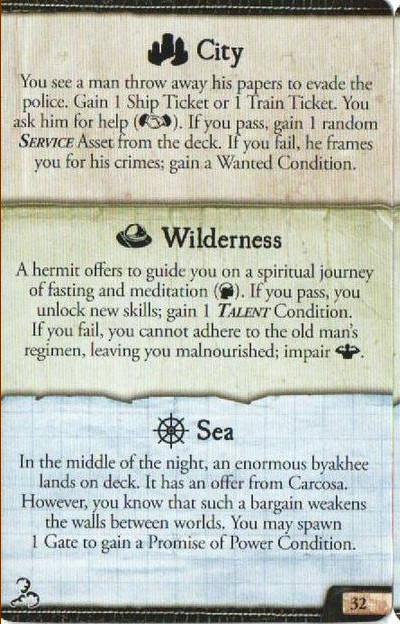 City
You see a man throw away his papers to evade the
police. Gain 1 Ship Ticket or 1 Train Ticket. You
ask him for help ( ). If you pass, gain 1 random
SERVICE Asset from the deck. If you fail, he frames
you for his crimes; gain a Wanted Condition.
Wilderness
A hermit offers to guide you on a spiritual journey
of fasting and meditation ( ). If you pass, you
unlock new skills; gain 1 TALENT Condition.
If you fail, you cannot adhere to the old man's
regimen, leaving you malnourished; impair .
Sea
In the middle of the night, an enormous byakhee
lands on deck. It has an offer from Carcosa.
However, you know that such a bargain weakens
the walls between worlds. You may spawn
1 Gate to gain a Promise of Power Condition.
32